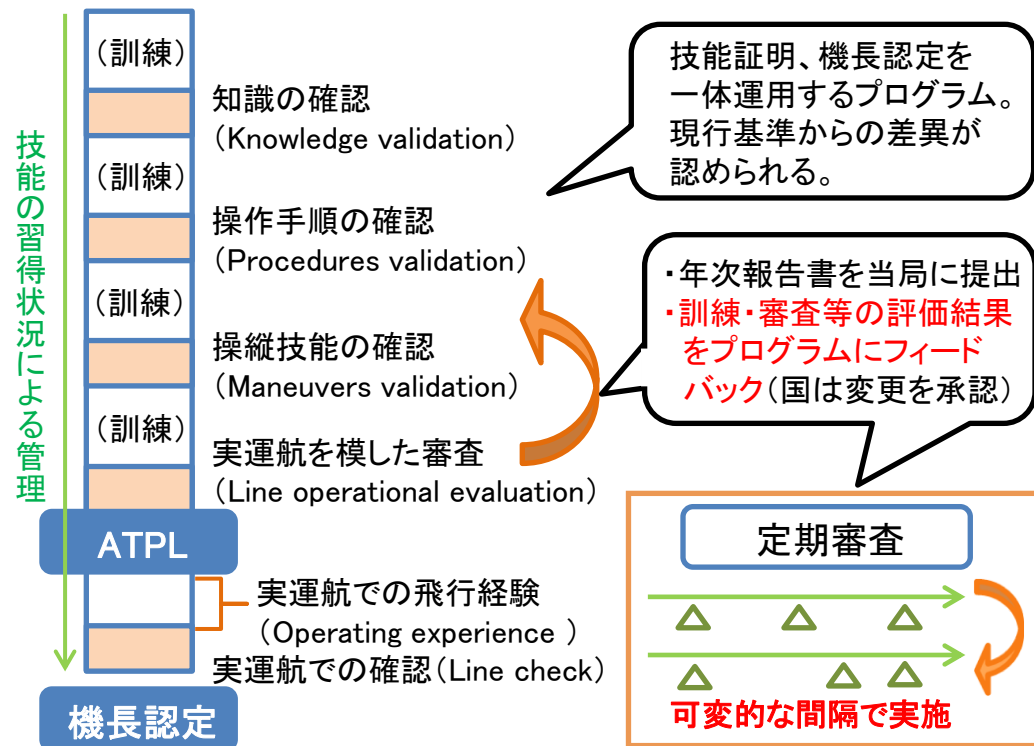 技能の習得状況による管理
(訓練)
知識の確認
(Knowledge validation)
(訓練)
操作手順の確認
(Procedures validation)
(訓練)
操縦技能の確認
(Maneuvers validation)
(訓練)
実運航を模した審査
(Line operational evaluation)
ATPL
実運航での飛行経験
(Operating experience )
実運航での確認(Line check)
機長認定
技能証明、機長認定を
一体運用するプログラム。
現行基準からの差異が
認められる。
・年次報告書を当局に提出
・訓練・審査等の評価結果
をプログラムにフィード
バック(国は変更を承認)
定期審査
可変的な間隔で実施